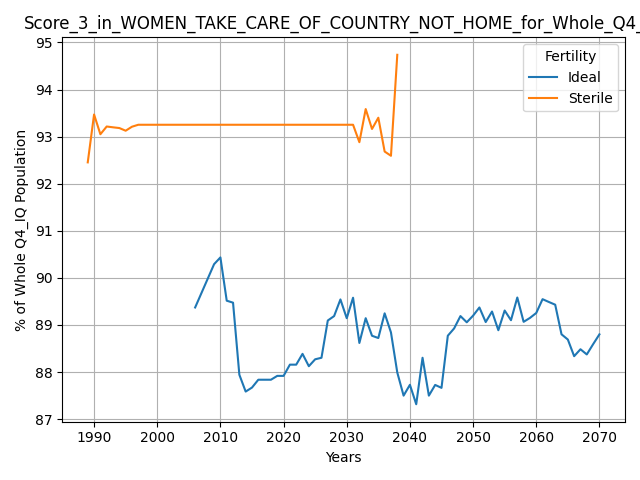 Score_3_in_WOMEN_TAKE_CARE_OF_COUNTRY_NOT_HOME_for_Whole_Q4_
Fertility
Ideal
Sterile
% of Whole Q4_IQ Population
95
94
93
92
91
90
89
88
87
1990 2000 2010 2020 2030 2040 2050 2060 2070
Years